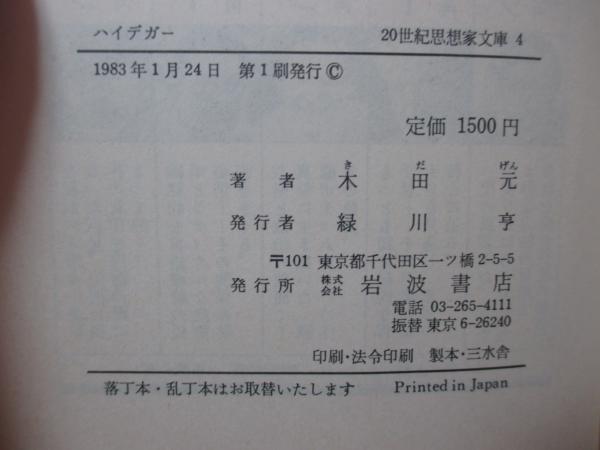 ハイデガー 20世紀思想家文庫 4
1983年1月24日 第1刷発行 ©
定価 1500円
き だ げん
著者 木田元
発行者 緑川亨
〒101 東京都千代田区一ツ橋 2-5-5
発行所 株式会社 岩波書店
電話 03-265-4111
振替 東京 6-26240
印刷・法令印刷 製本・三水舎
落丁本・乱丁本はお取替いたします Printed in Japan